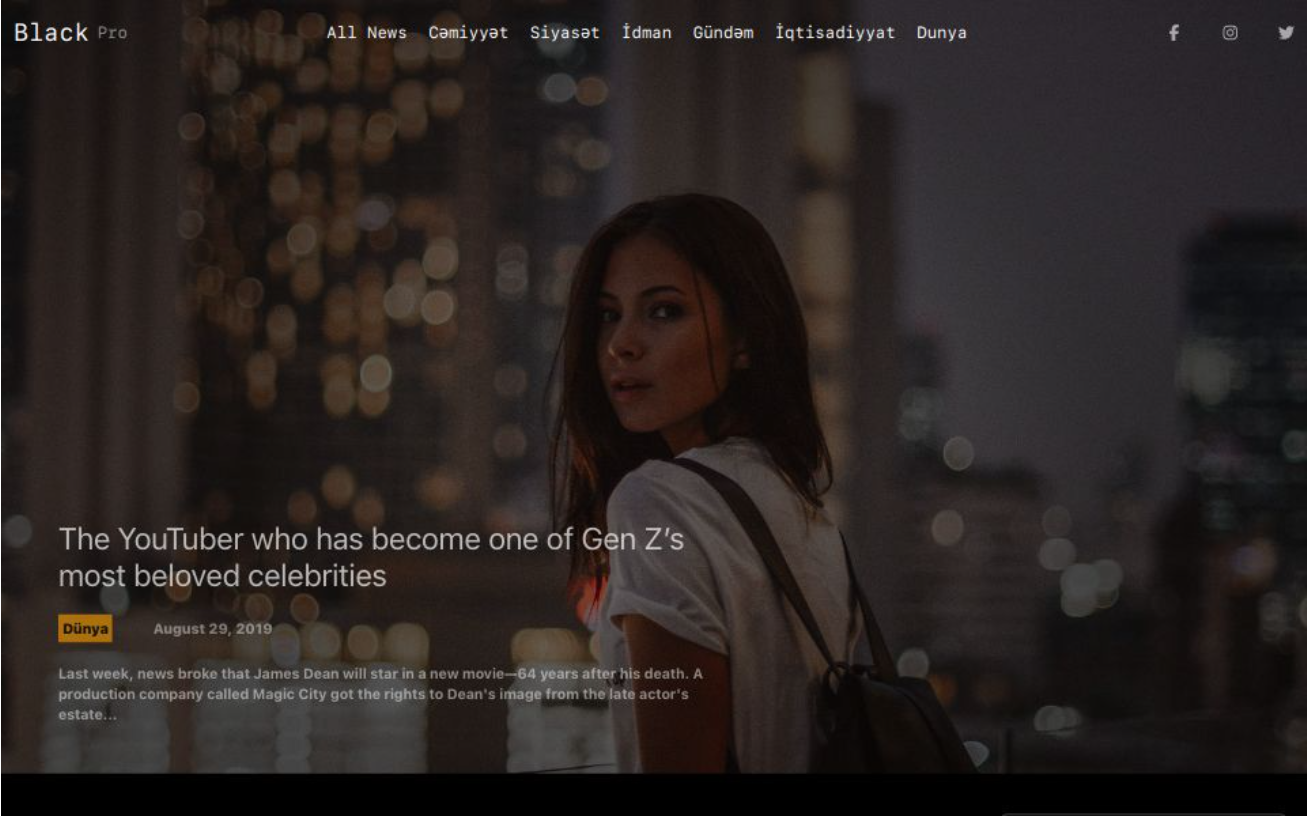 Black Pro
All News Cəmiyyət Siyasət İdman Gündəm İqtisadiyyat Dunya
The YouTuber who has become one of Gen Z’s
most beloved celebrities
Dünya August 29, 2019
Last week, news broke that James Dean will star in a new movie—64 years after his death. A
production company called Magic City got the rights to Dean's image from the late actor's
estate...